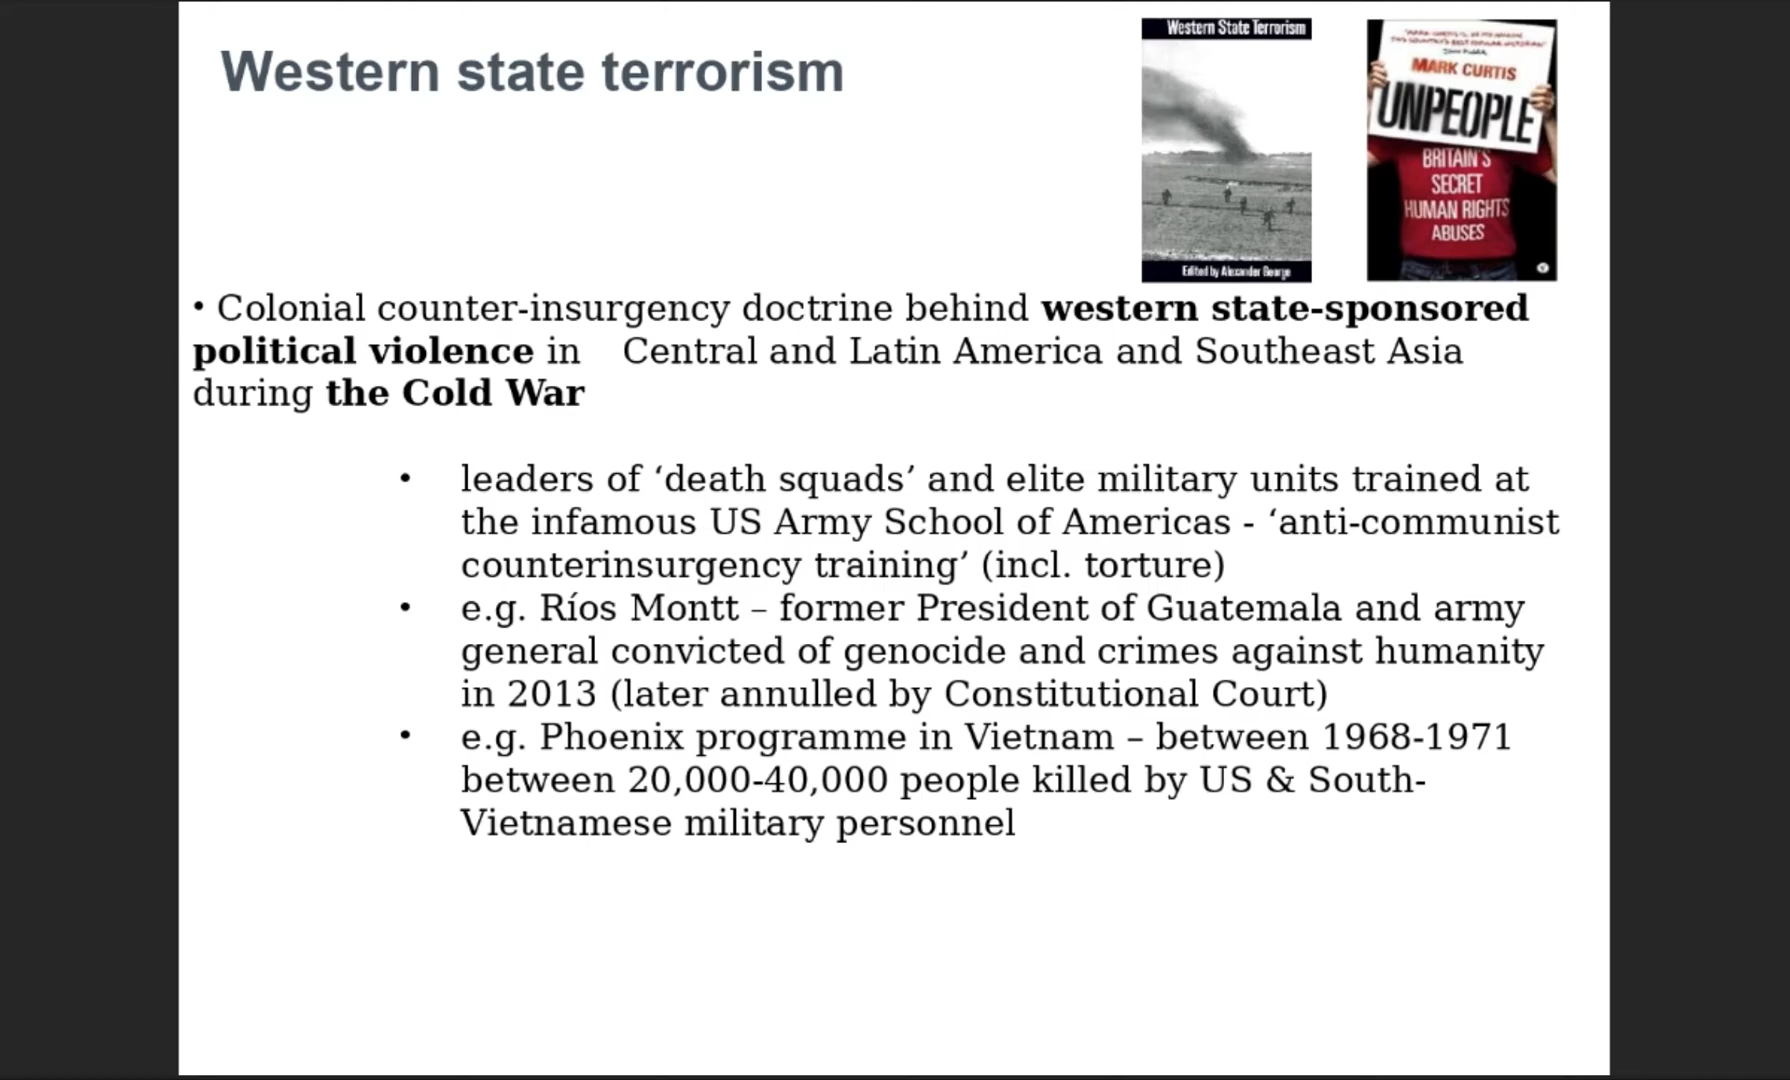 Western state terrorism
Western State Terrorism
Edited by Alexander George
MARK CURTIS
UNPEOPLE
BRITAIN'S
SECRET
HUMAN RIGHTS
ABUSES
• Colonial counter-insurgency doctrine behind western state-sponsored
political violence in Central and Latin America and Southeast Asia
during the Cold War
• leaders of ‘death squads’ and elite military units trained at
the infamous US Army School of Americas - ‘anti-communist
counterinsurgency training’ (incl. torture)
• e.g. Ríos Montt – former President of Guatemala and army
general convicted of genocide and crimes against humanity
in 2013 (later annulled by Constitutional Court)
• e.g. Phoenix programme in Vietnam – between 1968-1971
between 20,000-40,000 people killed by US & South-
Vietnamese military personnel